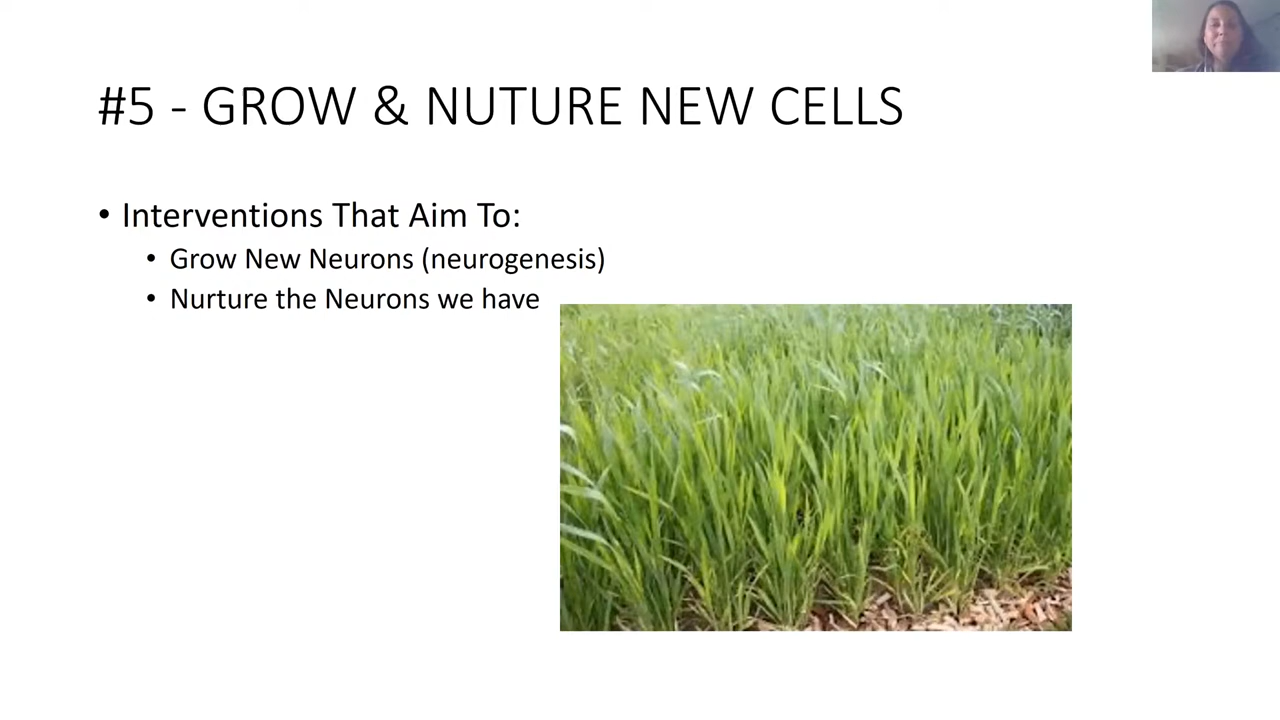 #5 - GROW & NUTURE NEW CELLS
• Interventions That Aim To:
• Grow New Neurons (neurogenesis)
• Nurture the Neurons we have